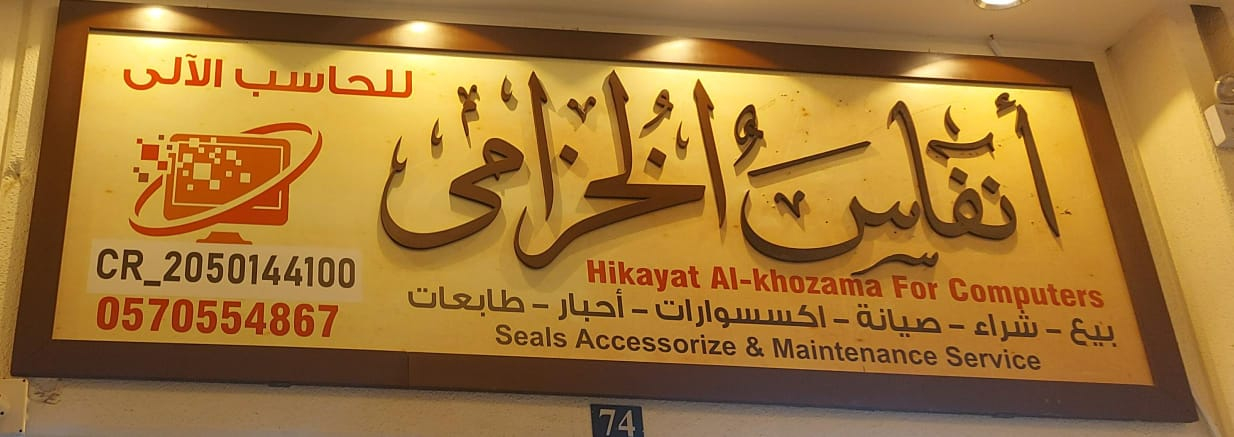 أنفاس الخزامى
للحاسب الآلى
Hikayat Al-khozama For Computers
بيع - شراء - صيانة - اكسسوارات - أحبار - طابعات
Seals Accessorize & Maintenance Service
CR_2050144100
0570554867
74